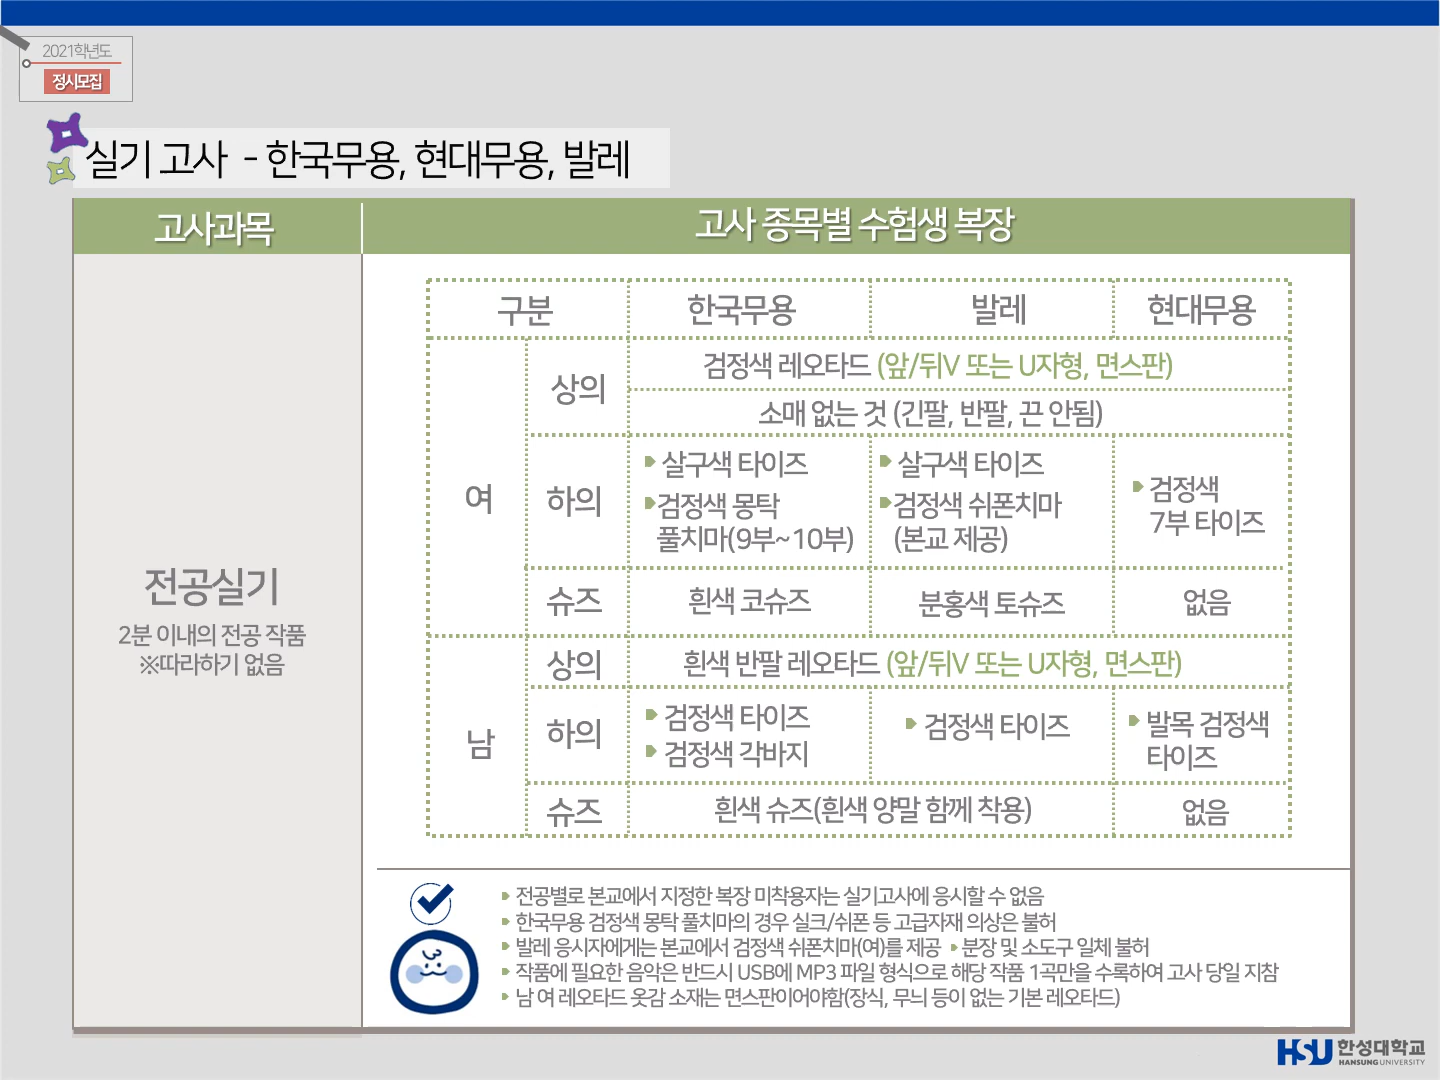 2021학년도
정시모집
실기 고사 - 한국무용, 현대무용, 발레
고사과목
고사 종목별 수험생 복장
구분
한국무용
발레
현대무용
여
상의
검정색 레오타드 (앞/뒤V 또는 U자형, 면스판)
소매 없는 것 (긴팔, 반팔, 끈 안됨)
하의
살구색 타이즈
검정색 몽탁
풀치마(9부~10부)
살구색 타이즈
검정색 쉬폰치마
(본교 제공)
검정색
7부 타이즈
슈즈
흰색 코슈즈
분홍색 토슈즈
없음
전공실기
2분 이내의 전공 작품
※따라하기 없음
남
상의
흰색 반팔 레오타드 (앞/뒤V 또는 U자형, 면스판)
하의
검정색 타이즈
검정색 각바지
검정색 타이즈
발목 검정색
타이즈
슈즈
흰색 슈즈(흰색 양말 함께 착용)
없음
전공별로 본교에서 지정한 복장 미착용자는 실기고사에 응시할 수 없음
한국무용 검정색 몽탁 풀치마의 경우 실크/쉬폰 등 고급자재 의상은 불허
발레 응시자에게는 본교에서 검정색 쉬폰치마(여)를 제공 분장 및 소도구 일체 불허
작품에 필요한 음악은 반드시 USB에 MP3 파일 형식으로 해당 작품 1곡만을 수록하여 고사 당일 지참
남 여 레오타드 옷감 소재는 면스판이어야함(장식, 무늬 등이 없는 기본 레오타드)
HSU 한성대학교
HANSUNG UNIVERSITY